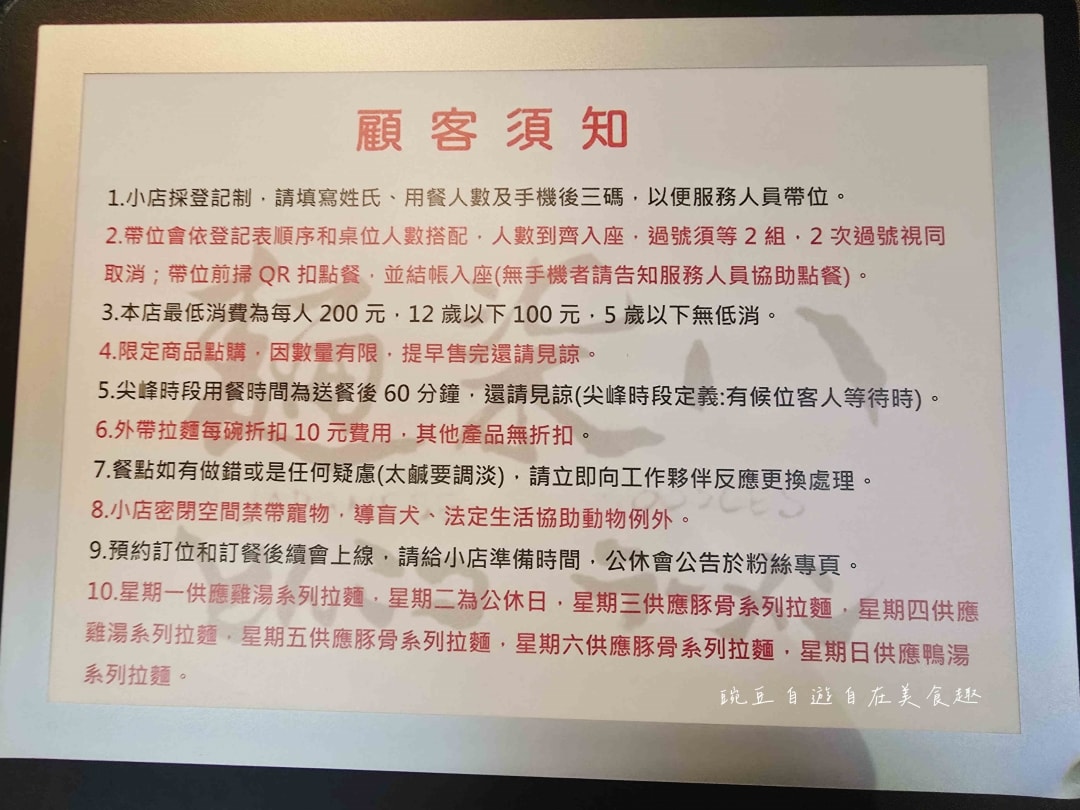 顧客須知
1.小店採登記制，請填寫姓氏、用餐人數及手機後三碼，以便服務人員帶位。
2.帶位會依登記表順序和桌位人數搭配，人數到齊入座，過號須等 2 組，2 次過號視同
取消；帶位前掃 QR 扣點餐，並結帳入座(無手機者請告知服務人員協助點餐)。
3.本店最低消費為每人 200 元，12 歲以下 100 元，5 歲以下無低消。
4.限定商品點購，因數量有限，提早售完還請見諒。
5.尖峰時段用餐時間為送餐後 60 分鐘，還請見諒(尖峰時段定義:有候位客人等待時)。
6.外帶拉麵每碗折扣 10 元費用，其他產品無折扣。
7.餐點如有做錯或是任何疑慮(太鹹要調淡)，請立即向工作夥伴反應更換處理。
8.小店密閉空間禁帶寵物，導盲犬、法定生活協助動物例外。
9.預約訂位和訂餐後續會上線，請給小店準備時間，公休會公告於粉絲專頁。
10.星期一供應雞湯系列拉麵，星期二為公休日，星期三供應豚骨系列拉麵，星期四供應
雞湯系列拉麵，星期五供應豚骨系列拉麵，星期六供應豚骨系列拉麵，星期日供應鴨湯
系列拉麵。
豌豆自遊自在美食趣